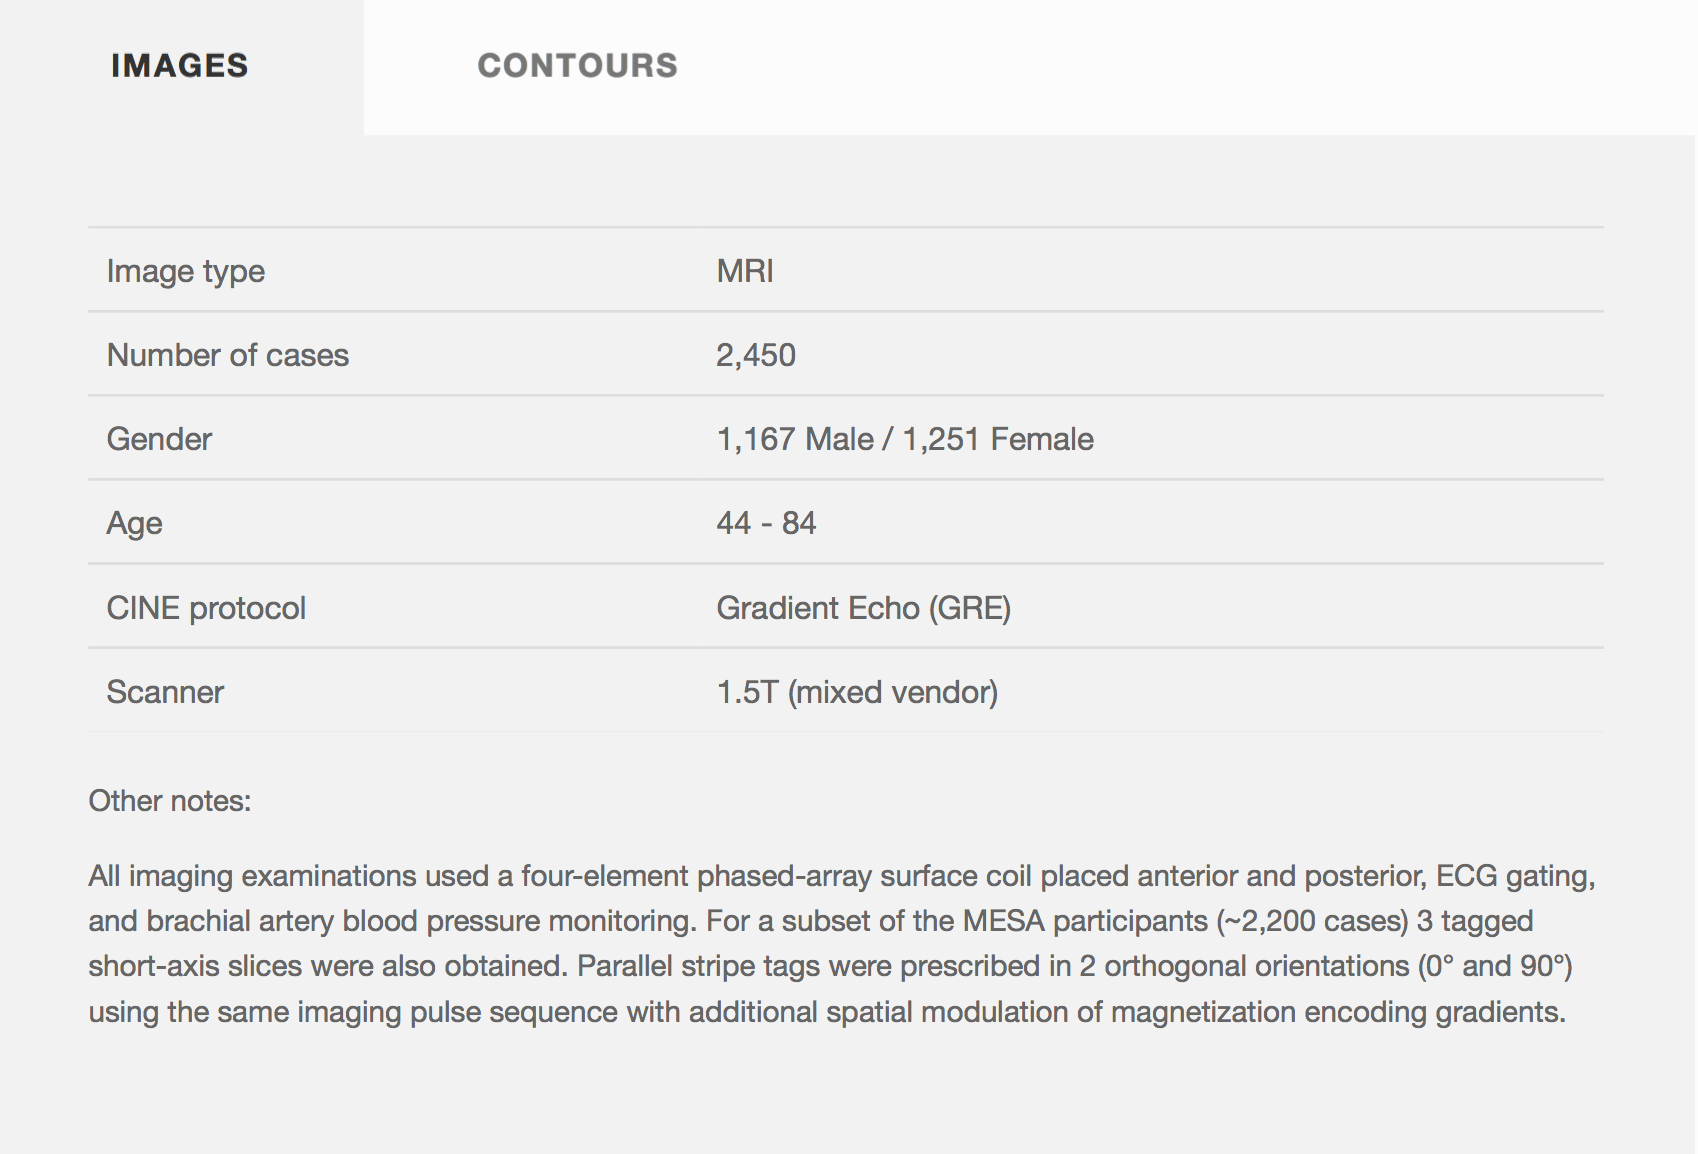 IMAGES CONTOURS
Image type MRI
Number of cases 2,450
Gender 1,167 Male / 1,251 Female
Age 44 - 84
CINE protocol Gradient Echo (GRE)
Scanner 1.5T (mixed vendor)
Other notes:
All imaging examinations used a four-element phased-array surface coil placed anterior and posterior, ECG gating,
and brachial artery blood pressure monitoring. For a subset of the MESA participants (~2,200 cases) 3 tagged
short-axis slices were also obtained. Parallel stripe tags were prescribed in 2 orthogonal orientations (0° and 90°)
using the same imaging pulse sequence with additional spatial modulation of magnetization encoding gradients.